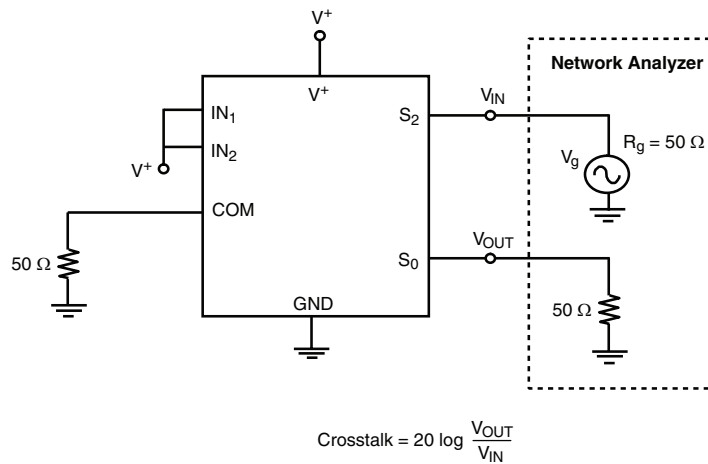 V+
V+
Network Analyzer
IN1
S2
VIN
IN2
V+
Vg
Rg = 50 Ω
COM
VOUT
50 Ω
S0
50 Ω
GND
Crosstalk = 20 log VOUT
VIN